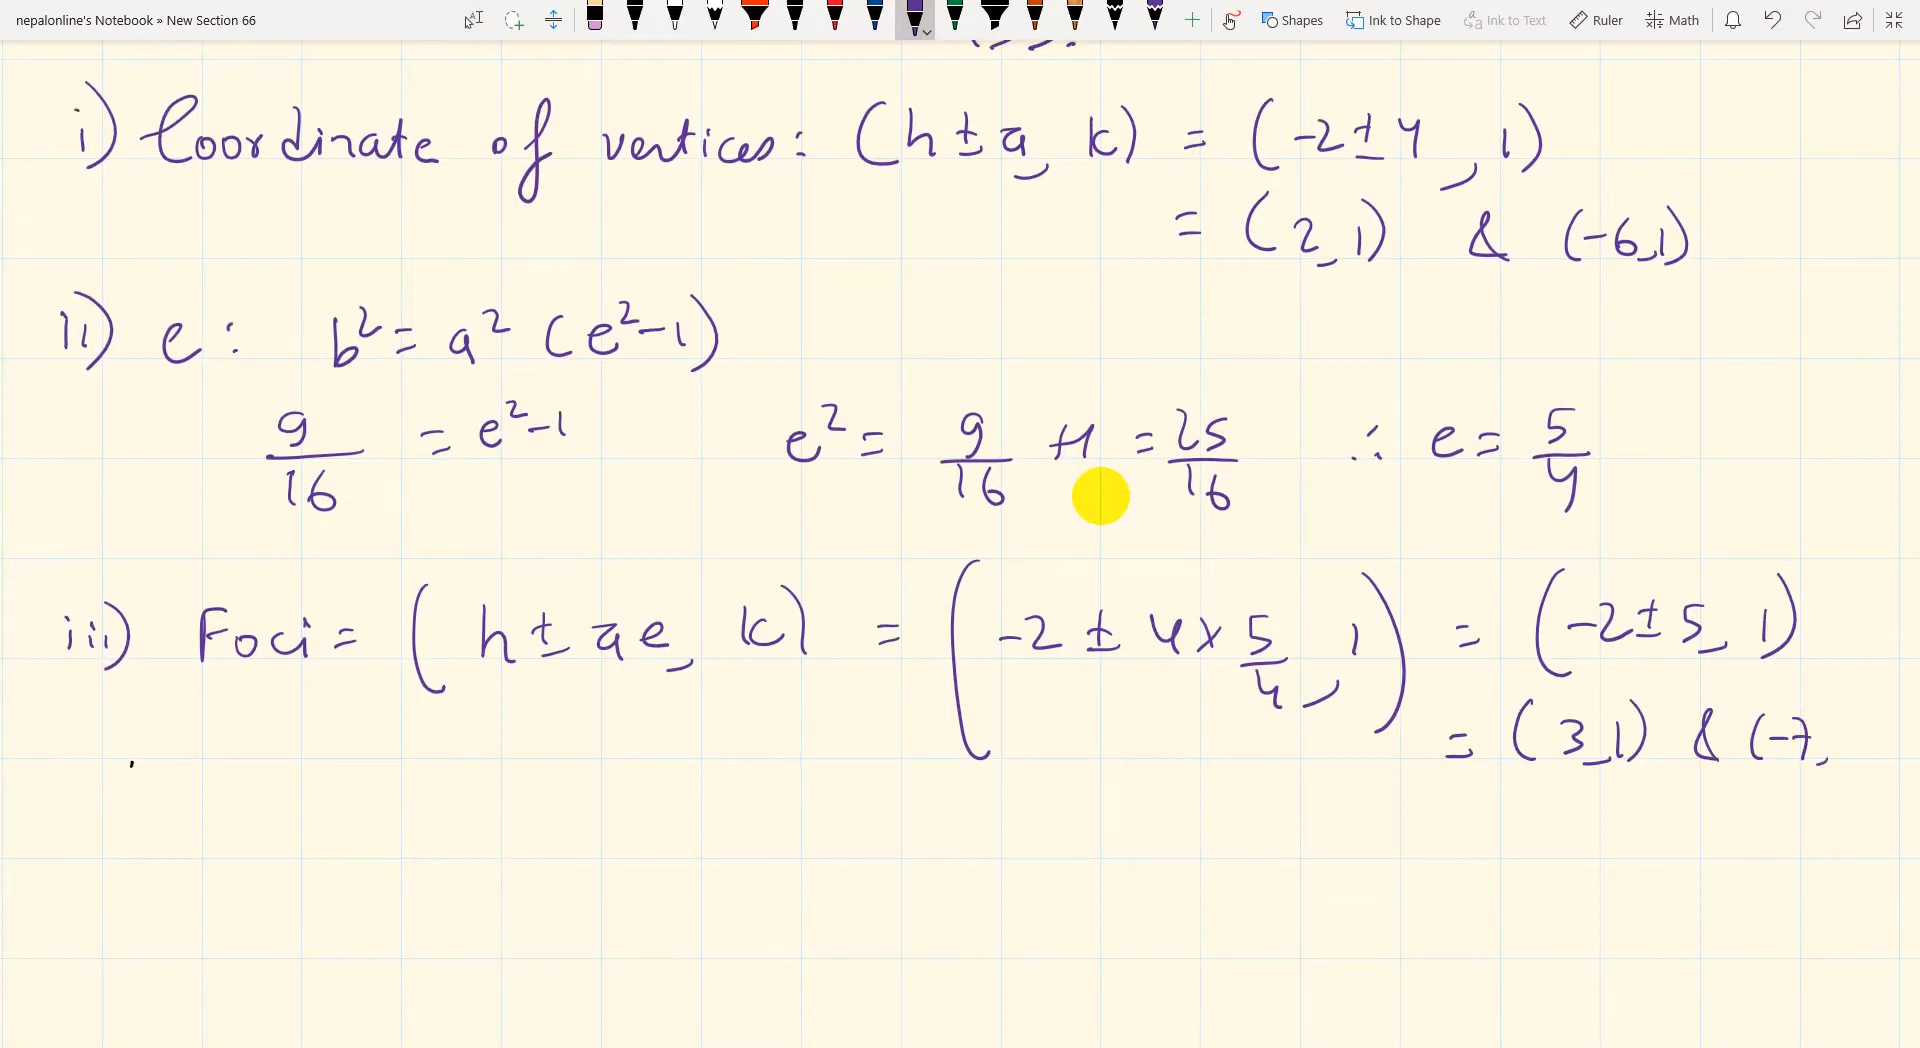 nepalonline's Notebook » New Section 66
Shapes Ink to Shape Ink to Text Ruler Math
i) Coordinate of vertices: (h ± a, k) = (-2 ± 4, 1)
= (2, 1) & (-6, 1)
ii) e: b² = a² (e² - 1)
9/16 = e² - 1 e² = 9/16 + 1 = 25/16 ∴ e = 5/4
iii) Foci = (h ± ae, k) = (-2 ± 4 × 5/4, 1) = (-2 ± 5, 1)
= (3, 1) & (-7,